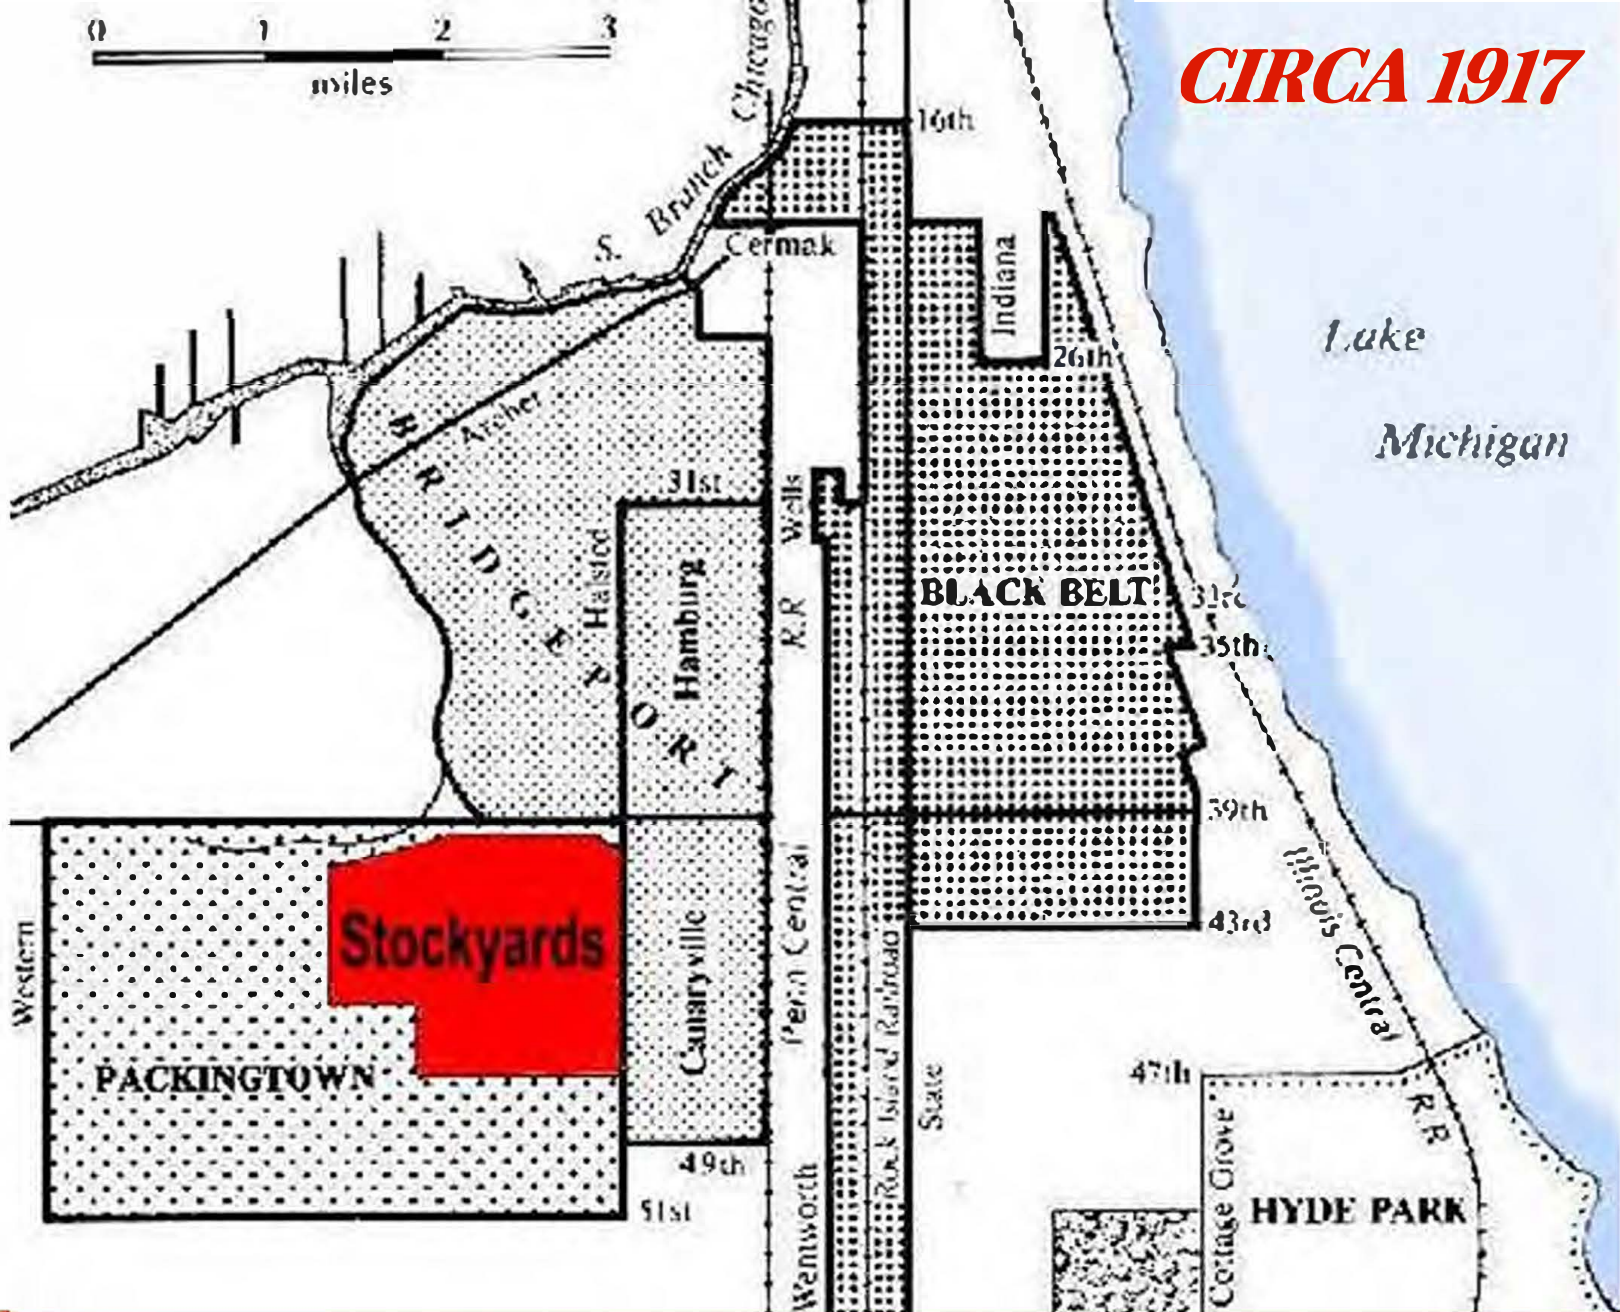 0 1 2 3
miles
CIRCA 1917
Chicago
S. Branch
16th
Cermak
Indiana
26th
Lake
Michigan
Archer
BRIDGEPORT
31st
Halsted
Hamburg
Wells
R.R
BLACK BELT
33rd
35th
39th
43rd
Illinois Central
R.R
Western
Stockyards
PACKINGTOWN
Canaryville
Penn Central
Rock Island Railroad
State
47th
49th
51st
Wentworth
Cottage Grove
HYDE PARK